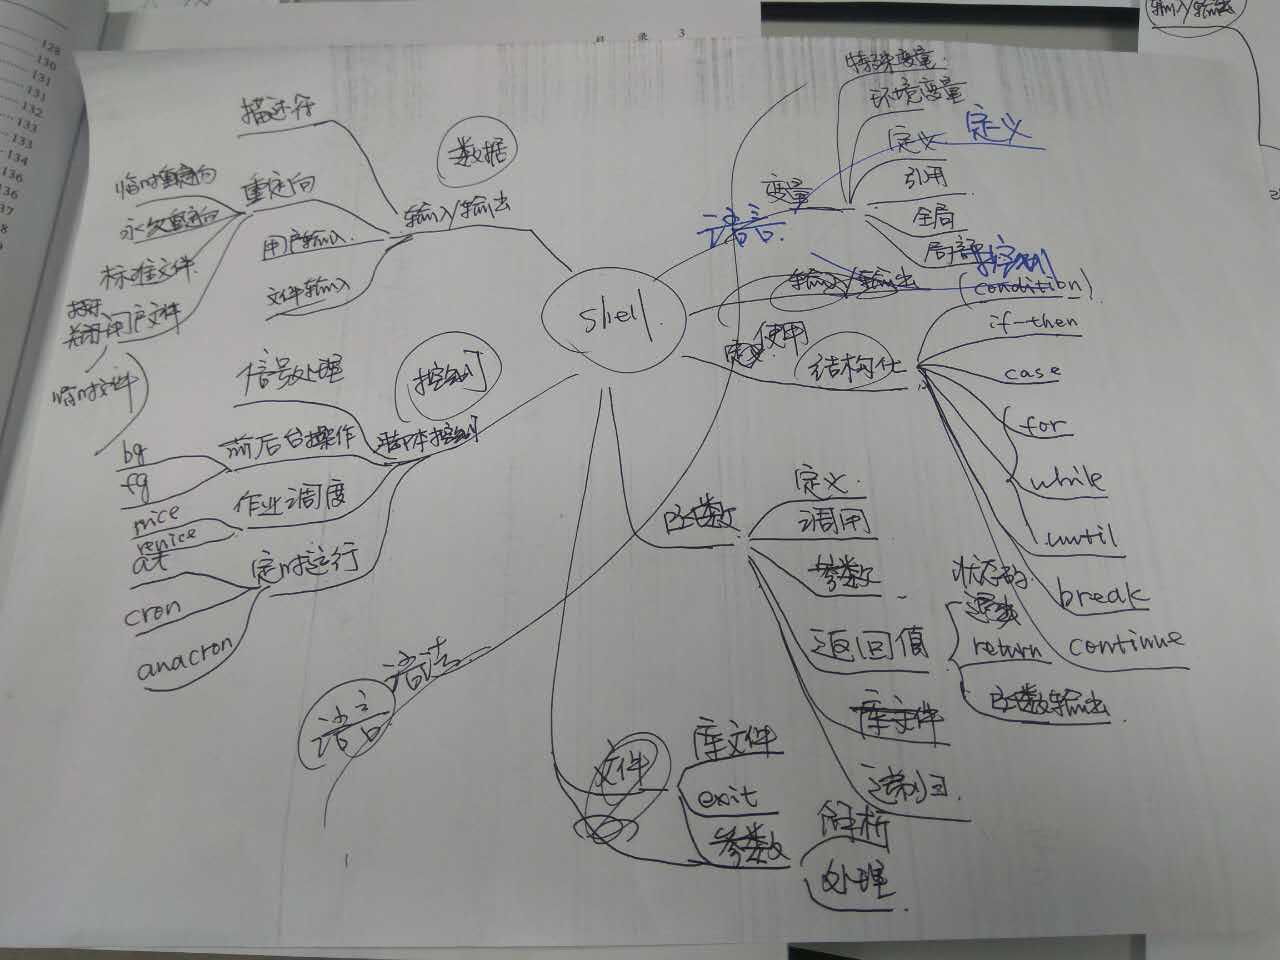 128
130
131
131
132
133
133
134
136
136
37
8
9
目 录 3
输入/输出
shell
数据
输入/输出
描述符
重定向
临时重定向
永久重定向
标准文件
用户文件
临时文件
用户输入
文件输入
控制
脚本控制
信号处理
前后台操作
bg
fg
作业调度
nice
renice
定时运行
at
cron
anacron
语言
语法
变量
特殊变量
环境变量
定义
引用
全局
局部
定义
语言
控制
输入/输出
定义
使用
结构化
(condition)
if-then
case
for
while
until
break
continue
函数
定义
调用
参数
返回值
状态码
return
函数输出
库文件
递归
文件
库文件
exit
参数
解析
处理